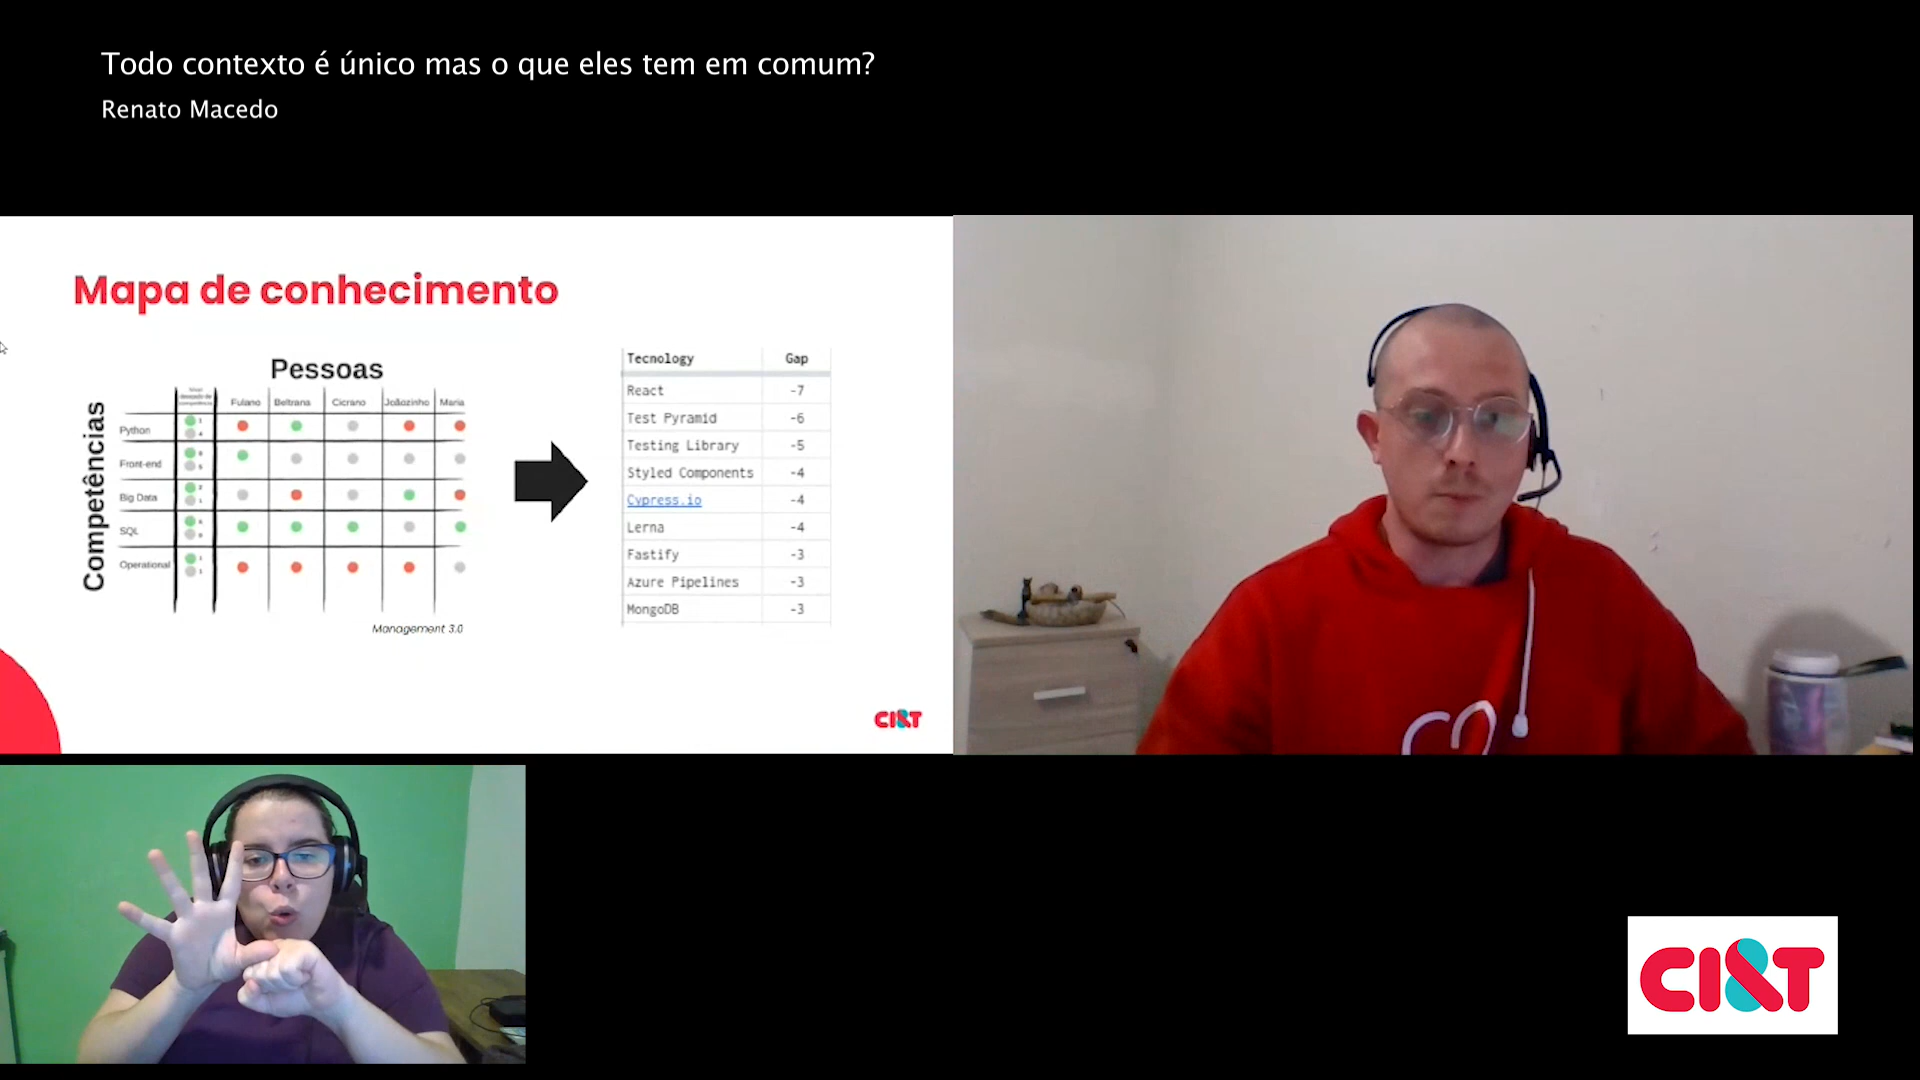 Todo contexto é único mas o que eles tem em comum?
Renato Macedo
Mapa de conhecimento
Pessoas
Competências
Fulano Beltrana Cicrano Joãozinho Maria
Python
Front-end
Big Data
SQL
Operational
Management 3.0
Tecnology Gap
React -7
Test Pyramid -6
Testing Library -5
Styled Components -4
Cypress.io -4
Lerna -4
Fastify -3
Azure Pipelines -3
MongoDB -3
CI&T
CI&T